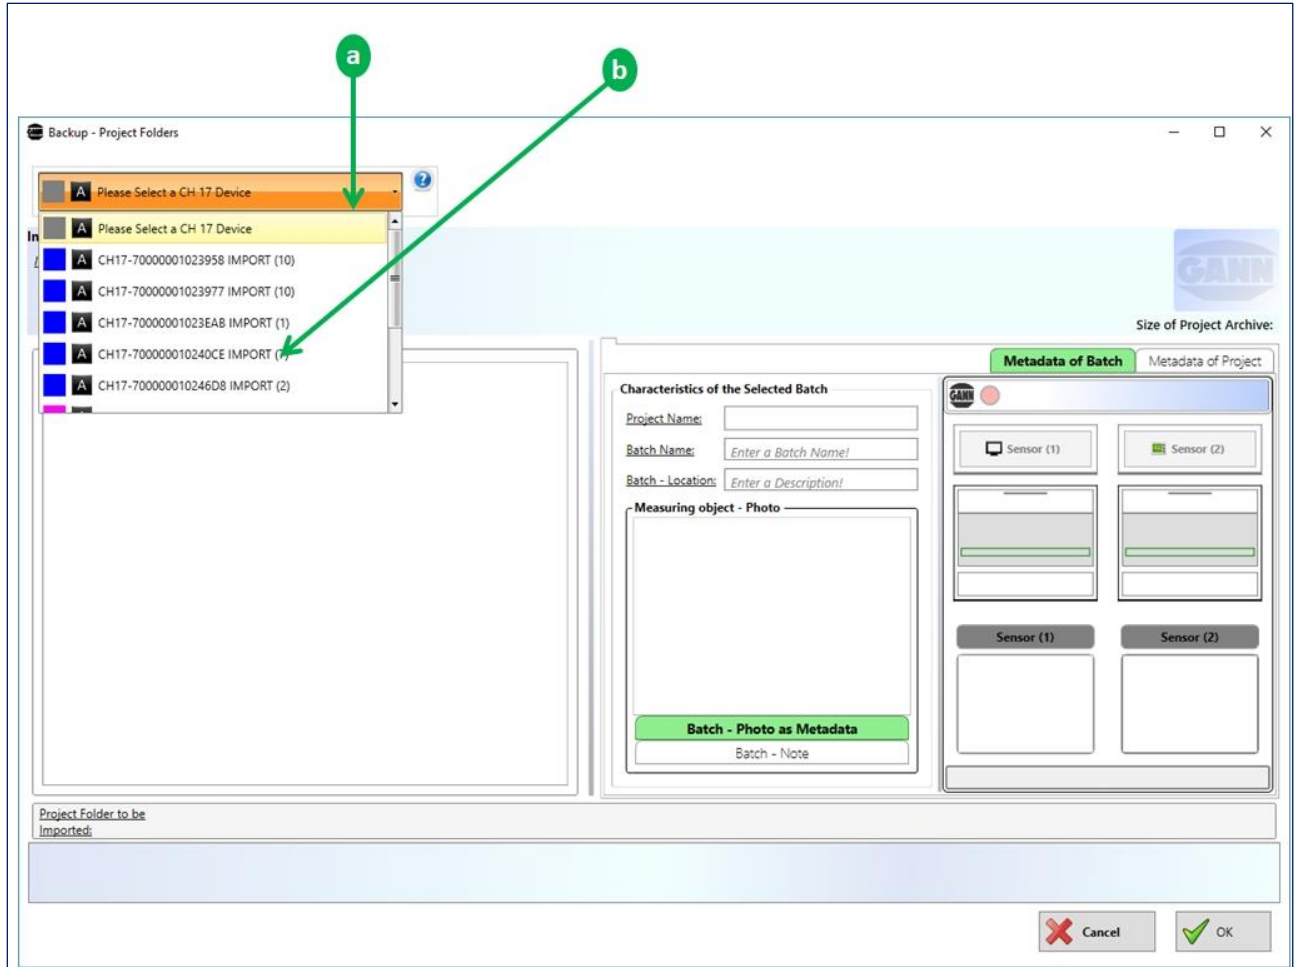 a
b
Backup - Project Folders
A Please Select a CH 17 Device
A Please Select a CH 17 Device
A CH17-70000001023958 IMPORT (10)
A CH17-70000001023977 IMPORT (10)
A CH17-70000001023EAB IMPORT (1)
A CH17-700000010240CE IMPORT
A CH17-700000010246D8 IMPORT (2)
GANN
Size of Project Archive:
Metadata of Batch
Metadata of Project
Characteristics of the Selected Batch
Project Name:
Batch Name: Enter a Batch Name!
Batch - Location: Enter a Description!
Measuring object - Photo
Batch - Photo as Metadata
Batch - Note
GANN
Sensor (1)
Sensor (2)
Sensor (1)
Sensor (2)
Project Folder to be
Imported:
Cancel
OK